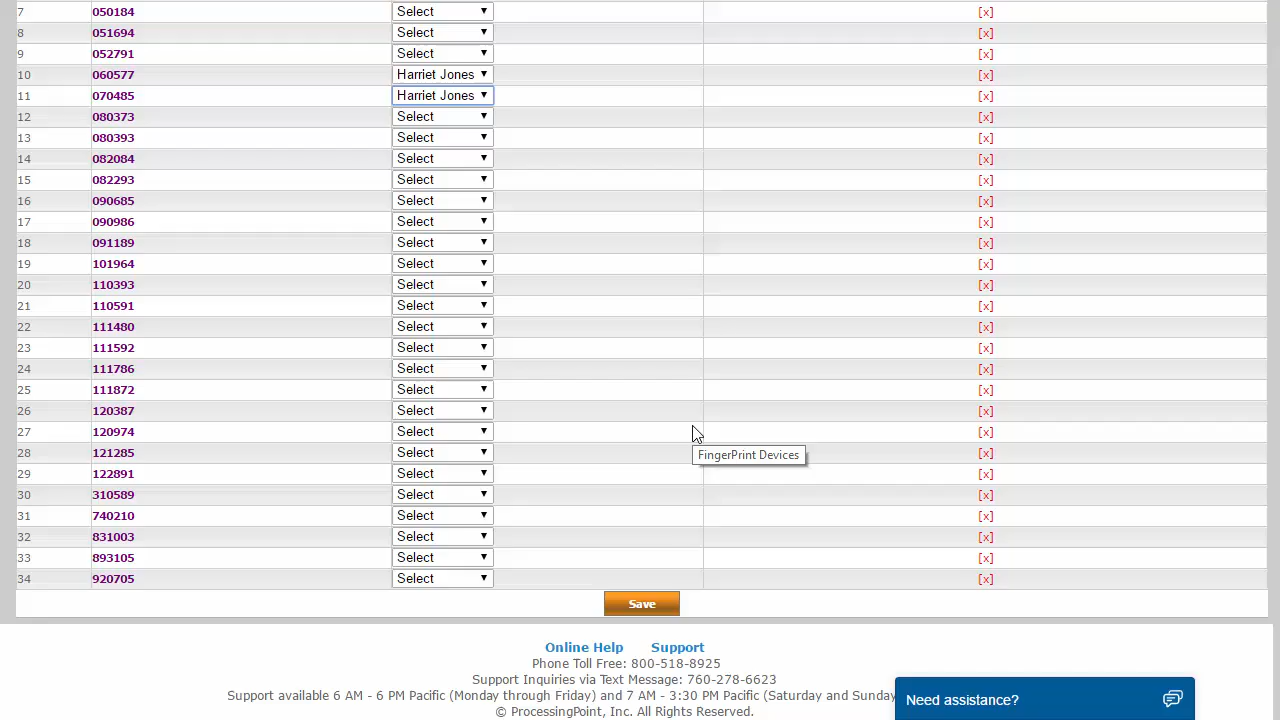 7 050184 Select [x]
8 051694 Select [x]
9 052791 Select [x]
10 060577 Harriet Jones [x]
11 070485 Harriet Jones [x]
12 080373 Select [x]
13 080393 Select [x]
14 082084 Select [x]
15 082293 Select [x]
16 090685 Select [x]
17 090986 Select [x]
18 091189 Select [x]
19 101964 Select [x]
20 110393 Select [x]
21 110591 Select [x]
22 111480 Select [x]
23 111592 Select [x]
24 111786 Select [x]
25 111872 Select [x]
26 120387 Select [x]
27 120974 Select [x]
FingerPrint Devices
28 121285 Select [x]
29 122891 Select [x]
30 310589 Select [x]
31 740210 Select [x]
32 831003 Select [x]
33 893105 Select [x]
34 920705 Select [x]
Save
Online Help Support
Phone Toll Free: 800-518-8925
Support Inquiries via Text Message: 760-278-6623
Support available 6 AM - 6 PM Pacific (Monday through Friday) and 7 AM - 3:30 PM Pacific (Saturday and Sunday
© ProcessingPoint, Inc. All Rights Reserved.
Need assistance?